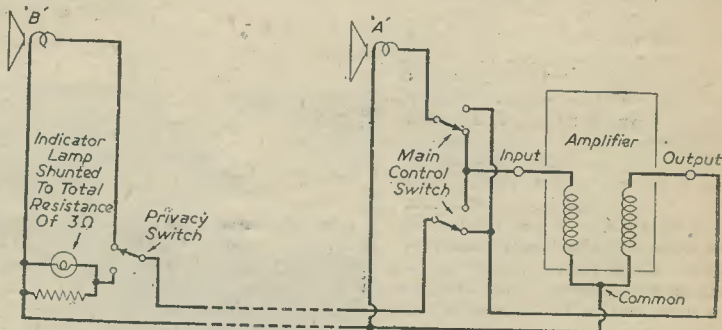 'B'
'A'
Indicator
Lamp
Shunted
To Total
Resistance
Of 3Ω
Privacy
Switch
Main
Control
Switch
Input
Amplifier
Output
Common